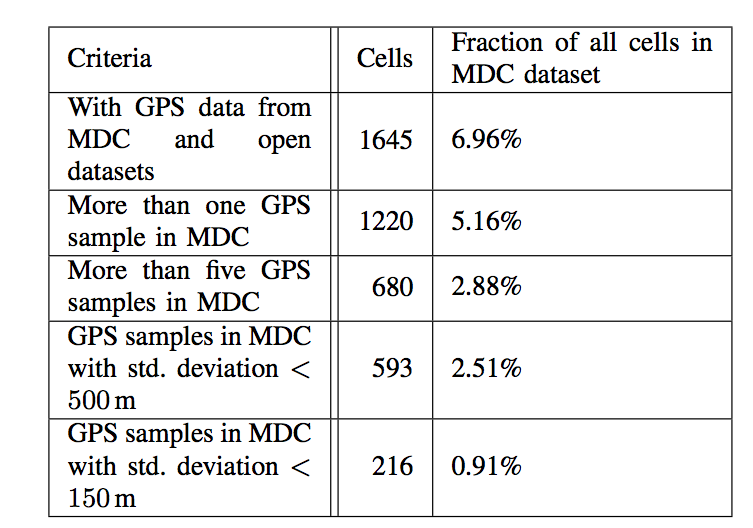 Criteria
Cells
Fraction of all cells in
MDC dataset
With GPS data from
MDC and open
datasets
1645
6.96%
More than one GPS
sample in MDC
1220
5.16%
More than five GPS
samples in MDC
680
2.88%
GPS samples in MDC
with std. deviation <
500 m
593
2.51%
GPS samples in MDC
with std. deviation <
150 m
216
0.91%